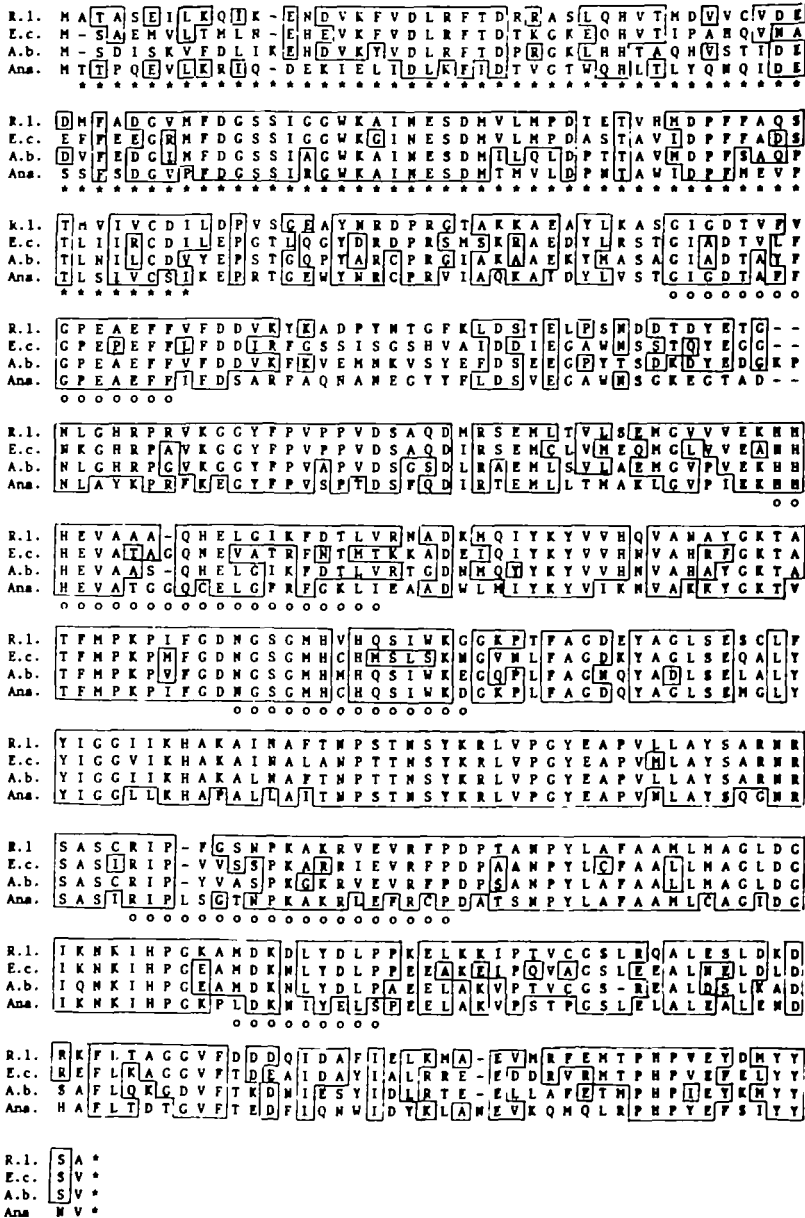 R.l. M A T A S E I L K Q I K - E N D V K F V D L R F T D R R A S L Q H V T M D V V C V D E
E.c. M - S A E H V L T M L N - E H E V K F V D L R F T D T K G K E Q H V T I P A H Q V N A
A.b. M - S D I S K V F D L I K E H D V K Y V D L R F T D P R G K L H H T A Q H V S T I D E
Ana. M T T P Q E V L K R I Q - D E K I E L I D L K F I D T V G T W Q H L T L Y Q N Q I D E
* * * * * * * * * * * * * * * * * * * * * * * * * * * * * * * * * * * * * * * * * * *
R.l. D M F A D G V M F D G S S I G G W K A I N E S D M V L M P D T E T V H M D P F F A Q S
E.c. E F F E E G R M F D G S S I G G W K G I N E S D M V L M P D A S T A V I D P F F A D S
A.b. D V F E D G I M F D G S S I A G W K A I N E S D M I L Q L D P T T A V M D P F S A Q P
Ana. S S F S D G V P F D G S S I R G W K A I N E S D M T M V L D P N T A W I D P F M E V P
* * * * * * * * * * * * * * * * * * * * * * * * * * * * * * * * * * * * * * * * * * *
R.l. T M V I V C D I L D P V S G E A Y N R D P R G T A K K A E A Y L K A S G I G D T V F V
E.c. T L I I R C D I L E P G T L Q G Y D R D P R S M S K R A E D Y L R S T G I A D T V L F
A.b. T L N I L C D V Y E P S T G Q P Y A R C P R G I A K A A E K Y M A S A G I A D T A Y F
Ana. T L S I V C S I K E P R T G E W Y N R C P R V I A Q K A I D Y L V S T G I G D T A F F
* * * * * * * * o o o o o o o
R.l. G P E A E F F V F D D V K Y K A D P Y N T G F K L D S T E L P S N D D T D Y E T G - -
E.c. G P E P E F F L F D D I R F G S S I S G S H V A I D D I E G A W N S S T Q Y E G G - -
A.b. G P E A E F F V F D D V K F K V E M N K V S Y E F D S E E G P Y T S D K D Y E D G K P
Ana. G P E A E F F I F D S A R F A Q N A N E G Y Y F L D S V E G A W N S G K E G T A D - -
o o o o o o o
R.l. N L G H R P R V K G G Y F P V P P V D S A Q D M R S E M L T V L S E M G V V V E K H H
E.c. N K G H R P A V K G G Y F P V P P V D S A Q D I R S E M C L V M E Q M G L V V E A H H
A.b. N L G H R P G V K G G Y F P V A P V D S G S D L R A E M L S V L A E M G V P V E K H H
Ana. N L A Y K P R F K E G Y F P V S P T D S F Q D I R T E M L L T M A K L G V P I K K H H
o o
R.l. H E V A A A - Q H E L G I K F D T L V R N A D K M Q I Y K Y V V H Q V A N A Y G K T A
E.c. H E V A T A G Q N E V A T R F N T M T K K A D E I Q I Y K Y V V H N V A H R F G K T A
A.b. H E V A A S - Q H E L G I K F D T L V R T G D N M Q Y Y K Y V V H N V A H A Y G K T A
Ana. H E V A T G G Q C E L G F R F G K L I E A A D W L M I Y K Y V I K N V A K K Y G K T V
o o o o o o o o o o o o o o o o o o o
R.l. T F M P K P I F G D N G S G M H V H Q S I W K G G K P T F A G D E Y A G L S E S C L F
E.c. T F M P K P M F G D N G S G M H C H M S L S K N G V N L F A G D K Y A G L S E Q A L Y
A.b. T F M P K P V F G D N G S G M H M H Q S I W K E G Q P L F A G N Q Y A D L S E L A L Y
Ana. T F M P K P I F G D N G S G M H C H Q S I W K D G K P L F A G D Q Y A G L S E M G L Y
o o o o o o o o o o o o o o
R.l. Y I G G I I K H A K A I N A F T N P S T N S Y K R L V P G Y E A P V L L A Y S A R N R
E.c. Y I G G V I K H A K A I N A L A N P T T N S Y K R L V P G Y E A P V M L A Y S A R N R
A.b. Y I G G I I K H A K A L N A F T N P T T N S Y K R L V P G Y E A P V L L A Y S A R N R
Ana. Y I G G L L K H A P A L L A I T N P S T N S Y K R L V P G Y E A P V N L A Y S Q G N R
R.l S A S C R I P - F G S N P K A K R V E V R F P D P T A N P Y L A F A A M L M A G L D G
E.c. S A S I R I P - V V S S P K A R R I E V R F P D P A A N P Y L C F A A L L M A G L D G
A.b. S A S C R I P - Y V A S P K G K R V E V R F P D P S A N P Y L A F A A L L M A G L D G
Ana. S A S I R I P L S G T N P K A K R L E F R C P D A T S N P Y L A F A A M L C A G I D G
o o o o o o o o o o o o o o o o o o o
R.l. I K N K I H P G K A M D K D L Y D L P P K E L K K I P T V C G S L R Q A L E S L D K D
E.c. I K N K I H P G E A M D K N L Y D L P P E E A K E I P Q V A G S L E E A L N E L D L D
A.b. I Q N K I H P G E A M D K N L Y D L P A E E L A K V P T V C G S - R E A L D S L K A D
Ana. I K N K I H P G K P L D K N I Y E L S P E E L A K V P S T P G S L E L A L E A L E N D
o o o o o o o o o
R.l. R K F L T A G G V F D D D Q I D A F I E L K M A - E V M R F E M T P H P V E Y D M Y Y
E.c. R E F L K A G G V F T D E A I D A Y I A L R R E - E D D R V R M T P H P V E F E L Y Y
A.b. S A F L Q K G D V F T K D N I E S Y I D L R T E - E L L A F E T M P H P I E Y K M Y Y
Ana. H A F L T D T G V F T E D F I Q N W I D Y K L A N E V K Q M Q L R P H P Y E F S I Y Y
R.l. S A *
E.c. S V *
A.b. S V *
Ana N V *